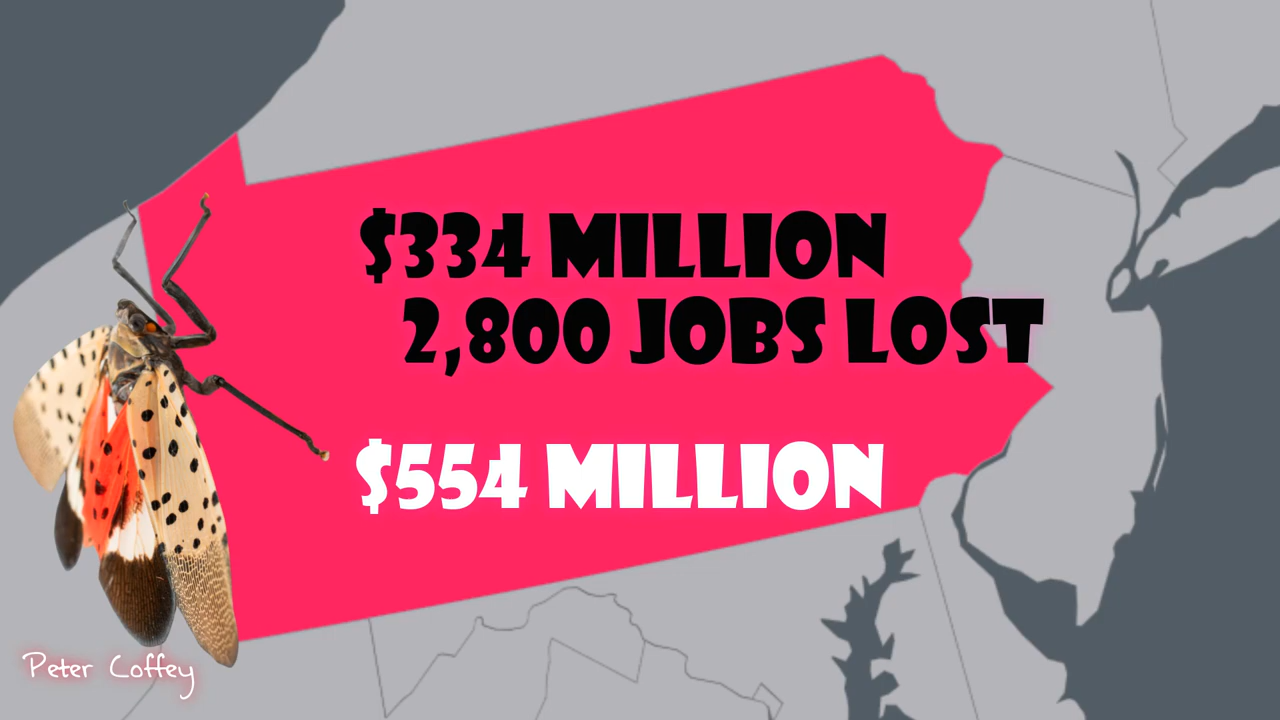 $334 MILLION
2,800 JOBS LOST
$554 MILLION
Peter Coffey